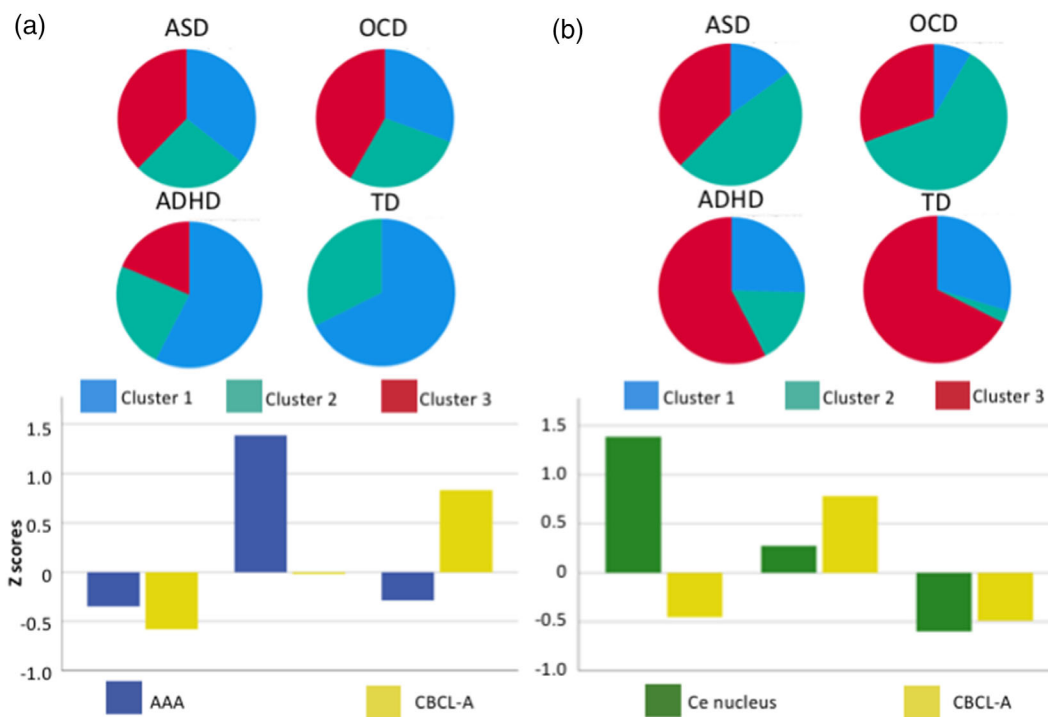 (a)
ASD OCD
ADHD TD
Cluster 1 Cluster 2 Cluster 3
1.5
1.0
0.5
0
-0.5
-1.0
Z scores
AAA CBCL-A
(b)
ASD OCD
ADHD TD
Cluster 1 Cluster 2 Cluster 3
1.5
1.0
0.5
0
-0.5
-1.0
Ce nucleus CBCL-A